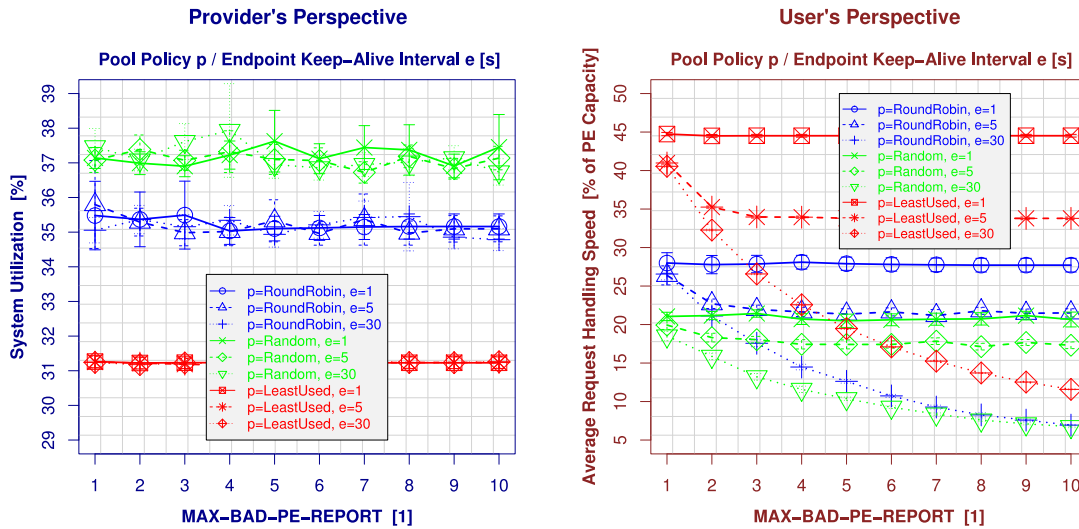 Provider's Perspective
Pool Policy p / Endpoint Keep−Alive Interval e [s]
System Utilization [%]
39
38
37
36
35
34
33
32
31
30
29
p=RoundRobin, e=1
p=RoundRobin, e=5
p=RoundRobin, e=30
p=Random, e=1
p=Random, e=5
p=Random, e=30
p=LeastUsed, e=1
p=LeastUsed, e=5
p=LeastUsed, e=30
1 2 3 4 5 6 7 8 9 10
MAX−BAD−PE−REPORT [1]
User's Perspective
Pool Policy p / Endpoint Keep−Alive Interval e [s]
Average Request Handling Speed [% of PE Capacity]
50
45
40
35
30
25
20
15
10
5
p=RoundRobin, e=1
p=RoundRobin, e=5
p=RoundRobin, e=30
p=Random, e=1
p=Random, e=5
p=Random, e=30
p=LeastUsed, e=1
p=LeastUsed, e=5
p=LeastUsed, e=30
1 2 3 4 5 6 7 8 9 10
MAX−BAD−PE−REPORT [1]